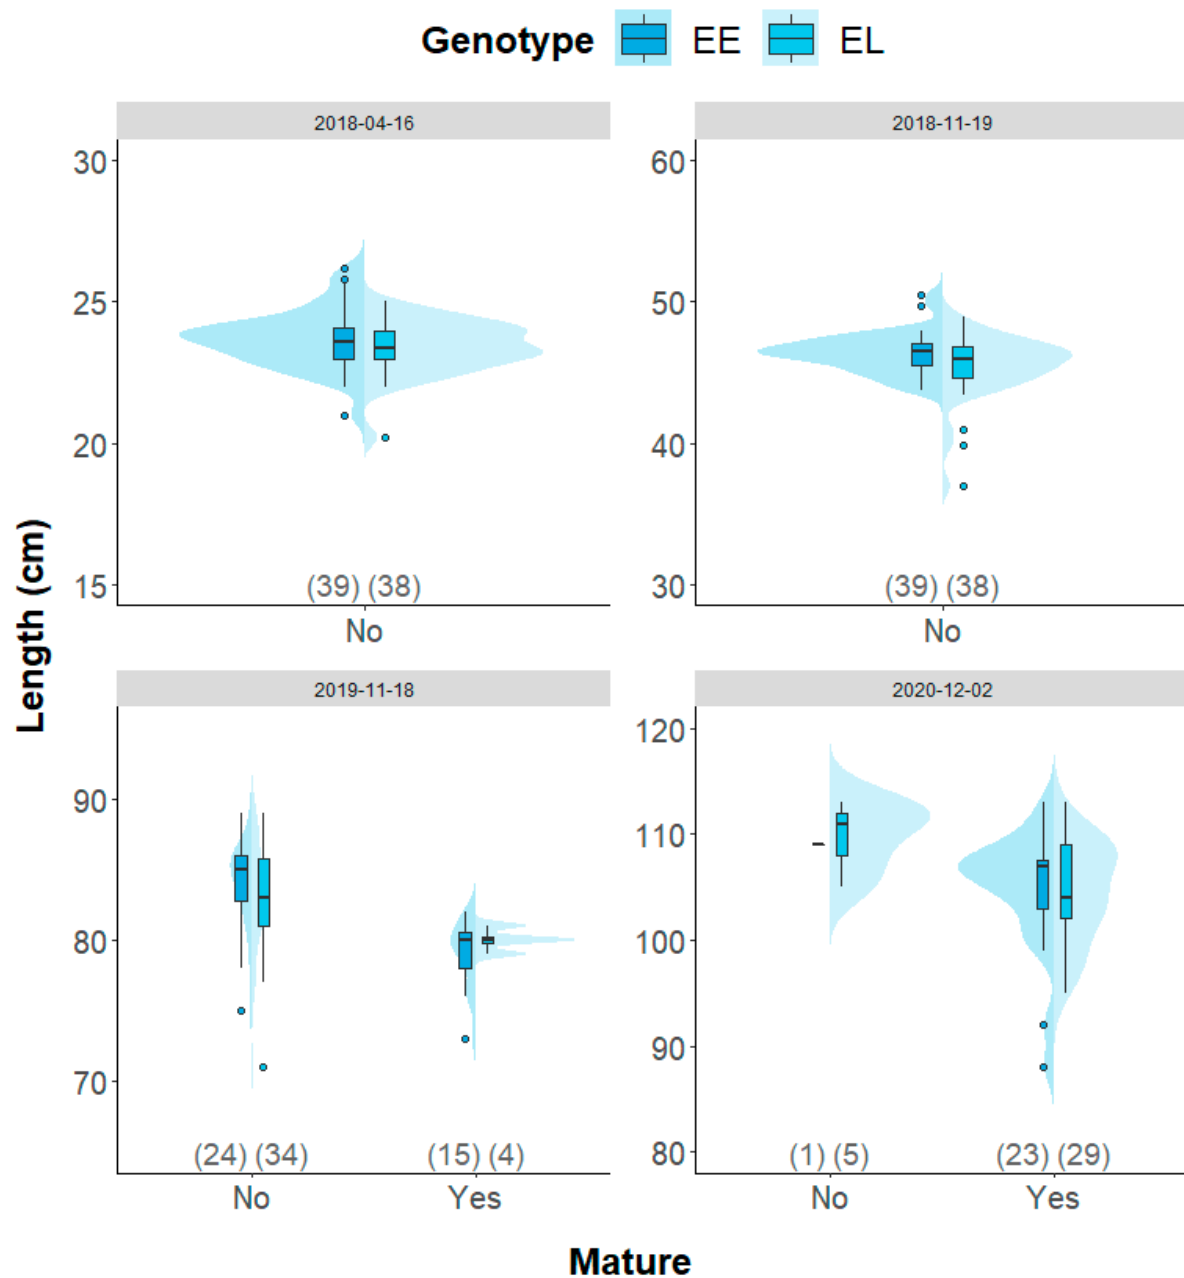 Genotype EE EL
2018-04-16
2018-11-19
30
25
20
15
(39) (38)
No
60
50
40
30
(39) (38)
No
Length (cm)
2019-11-18
2020-12-02
90
80
70
(24) (34) (15) (4)
No Yes
120
110
100
90
80
(1) (5) (23) (29)
No Yes
Mature